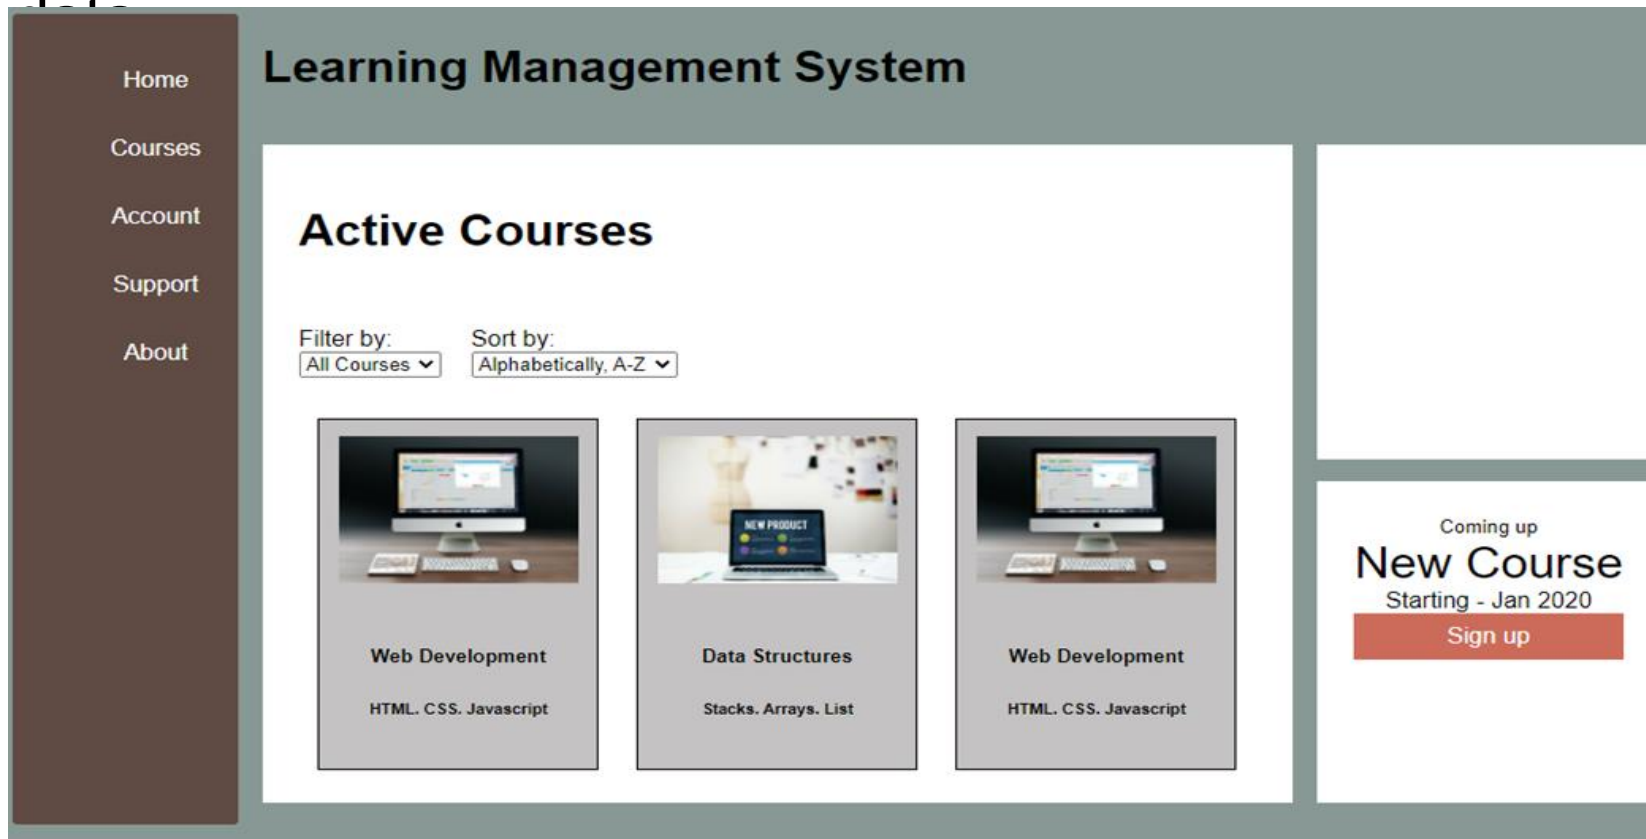 Home
Courses
Account
Support
About
Learning Management System
Active Courses
Filter by:
All Courses
Sort by:
Alphabetically, A-Z
NEW PRODUCT
Web Development
HTML. CSS. Javascript
Data Structures
Stacks. Arrays. List
Web Development
HTML. CSS. Javascript
Coming up
New Course
Starting - Jan 2020
Sign up